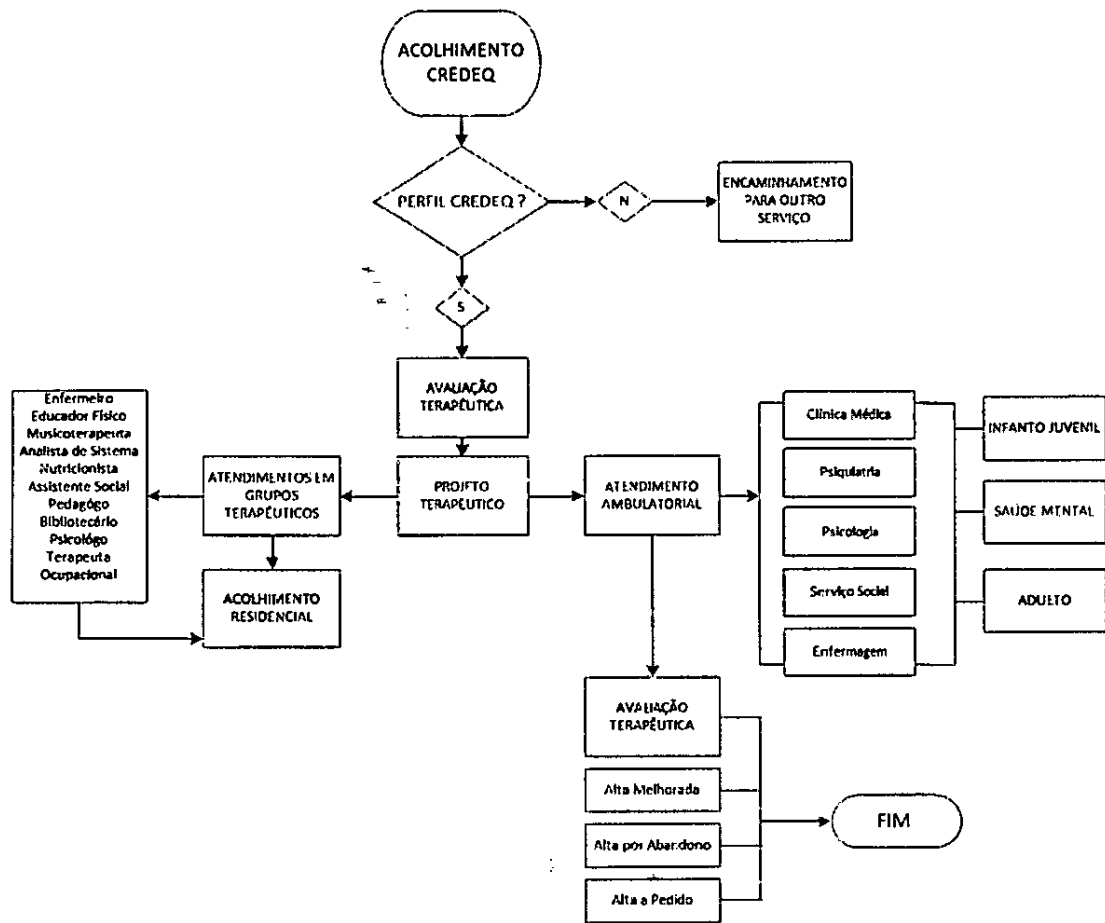 ACOLHIMENTO
CREDEQ
PERFIL CREDEQ ?
N
ENCAMINHAMENTO
PARA OUTRO
SERVIÇO
S
AVALIAÇÃO
TERAPÊUTICA
Enfermeiro
Educador Físico
Musicoterapeuta
Analista de Sistema
Nutricionista
Assistente Social
Pedagógo
Bibliotecário
Psicológo
Terapeuta
Ocupacional
ATENDIMENTOS EM
GRUPOS
TERAPÊUTICOS
PROJETO
TERAPÊUTICO
ATENDIMENTO
AMBULATORIAL
Clínica Médica
Psiquiatria
Psicologia
Serviço Social
Enfermagem
INFANTO JUVENIL
SAÚDE MENTAL
ADULTO
ACOLHIMENTO
RESIDENCIAL
AVALIAÇÃO
TERAPÊUTICA
Alta Melhorada
Alta por Abandono
Alta a Pedido
FIM